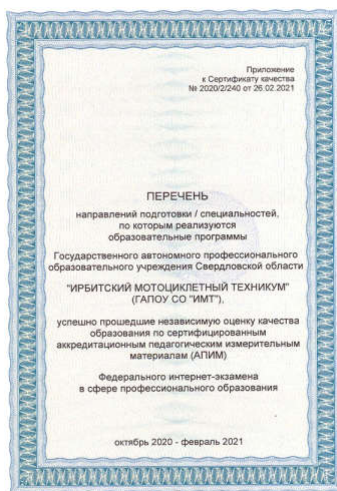 Приложение
к Сертификату качества
№ 2020/2/240 от 26.02.2021
ПЕРЕЧЕНЬ
направлений подготовки / специальностей,
по которым реализуются
образовательные программы
Государственного автономного профессионального
образовательного учреждения Свердловской области
"ИРБИТСКИЙ МОТОЦИКЛЕТНЫЙ ТЕХНИКУМ"
(ГАПОУ СО "ИМТ"),
успешно прошедшие независимую оценку качества
образования по сертифицированным
аккредитационным педагогическим измерительным
материалам (АПИМ)
Федерального интернет-экзамена
в сфере профессионального образования
октябрь 2020 - февраль 2021